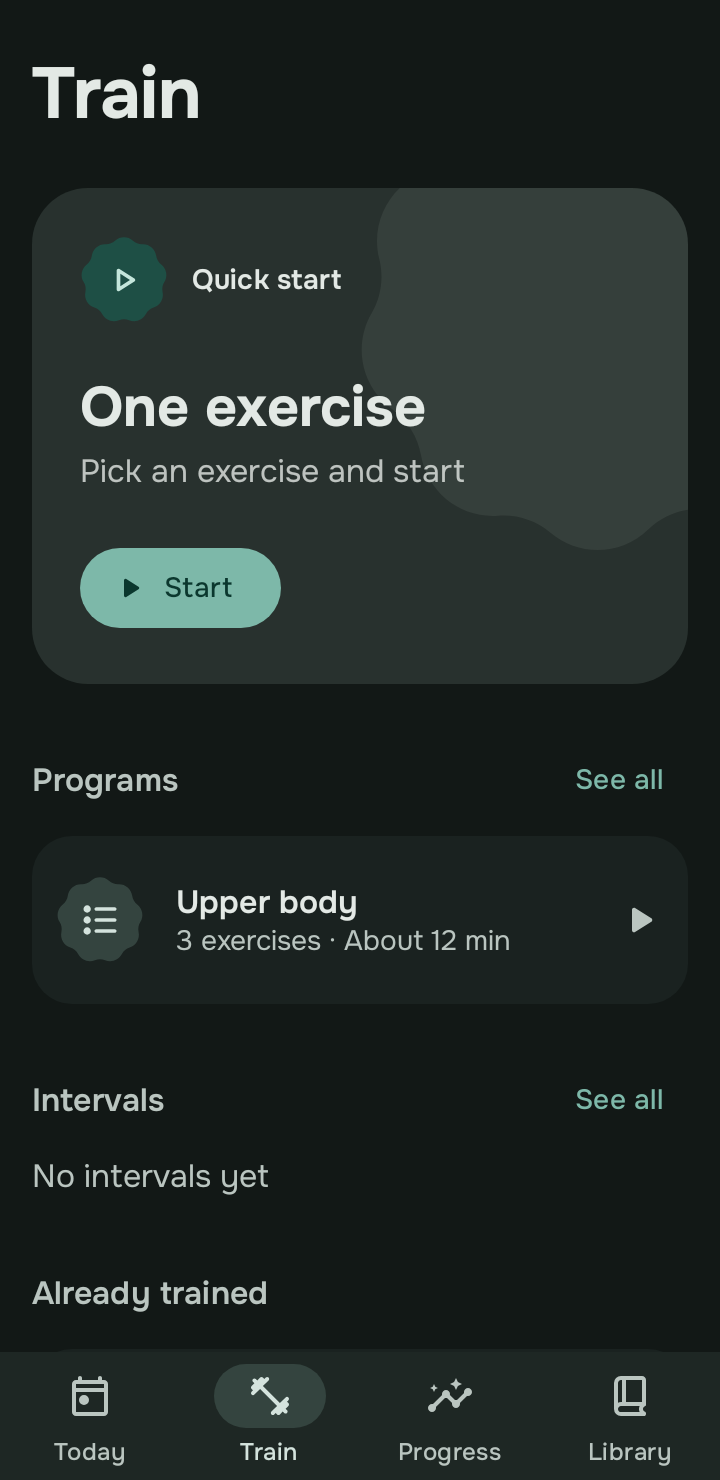 Train
Quick start
One exercise
Pick an exercise and start
Start
Programs
See all
Upper body
3 exercises · About 12 min
Intervals
See all
No intervals yet
Already trained
Today
Train
Progress
Library